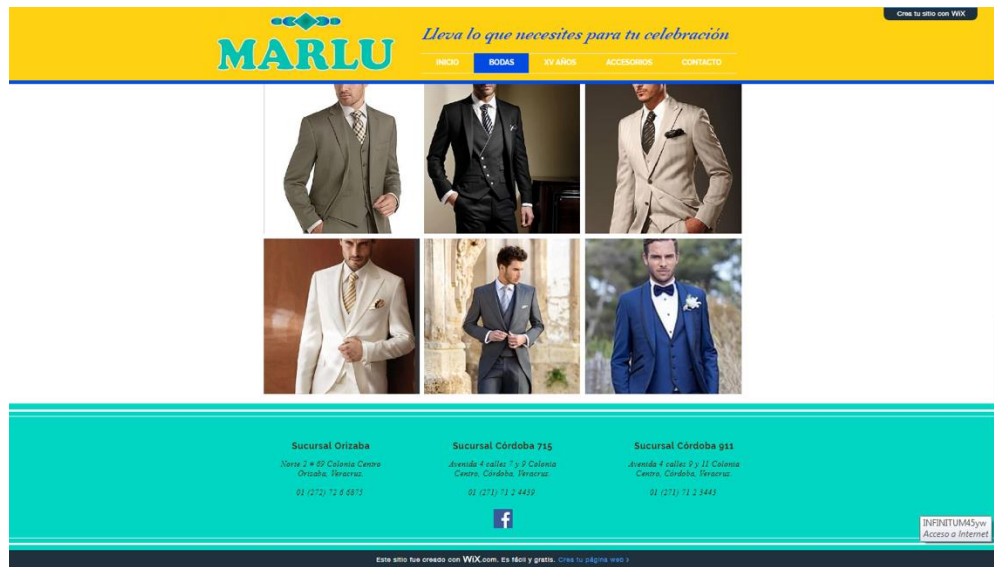 Crea tu sitio con WiX
MARLU
Lleva lo que necesites para tu celebración
INICIO BODAS XV AÑOS ACCESORIOS CONTACTO
Sucursal Orizaba
Norte 2 # 69 Colonia Centro
Orizaba, Veracruz.
01 (272) 72 6 6875
Sucursal Córdoba 715
Avenida 4 calles 7 y 9 Colonia
Centro, Córdoba, Veracruz.
01 (271) 71 2 4439
Sucursal Córdoba 911
Avenida 4 calles 9 y 11 Colonia
Centro, Córdoba, Veracruz.
01 (271) 71 2 3443
f
INFINITUM45yw
Acceso a Internet
Este sitio fue creado con WiX.com. Es fácil y gratis. Crea tu página web >